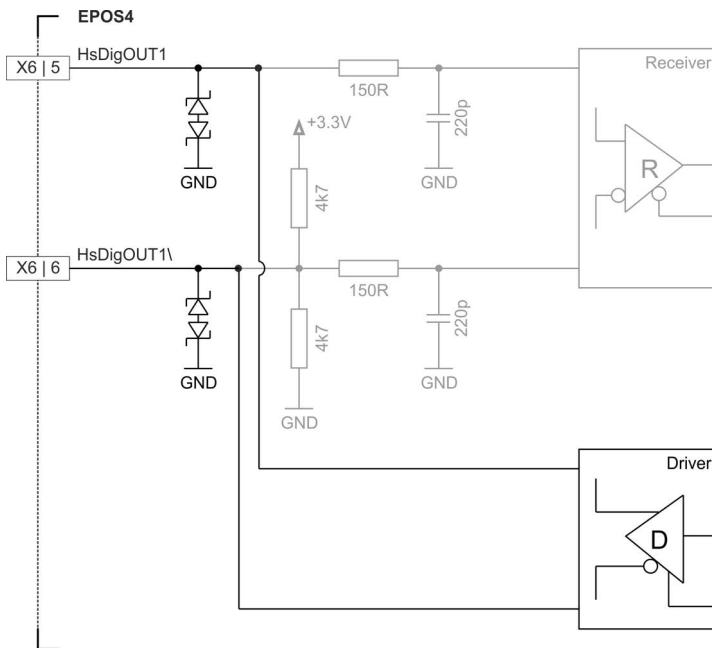 EPOS4
X6 | 5
HsDigOUT1
150R
220p
Receiver
+3.3V
GND
GND
4k7
R
X6 | 6
HsDigOUT1\
150R
220p
4k7
GND
GND
GND
Driver
D